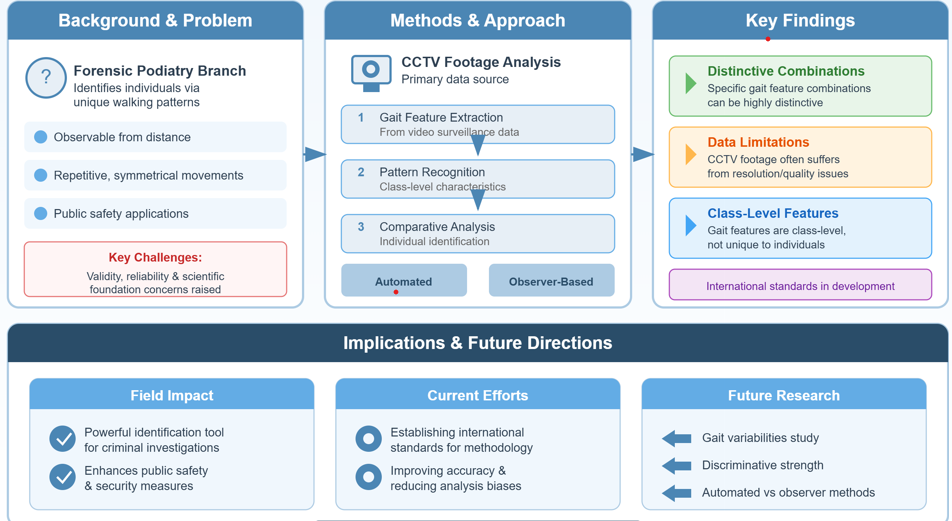 Background & Problem
?
Forensic Podiatry Branch
Identifies individuals via
unique walking patterns
Observable from distance
Repetitive, symmetrical movements
Public safety applications
Key Challenges:
Validity, reliability & scientific
foundation concerns raised
Methods & Approach
CCTV Footage Analysis
Primary data source
1 Gait Feature Extraction
From video surveillance data
2 Pattern Recognition
Class-level characteristics
3 Comparative Analysis
Individual identification
Automated
Observer-Based
Key Findings
Distinctive Combinations
Specific gait feature combinations
can be highly distinctive
Data Limitations
CCTV footage often suffers
from resolution/quality issues
Class-Level Features
Gait features are class-level,
not unique to individuals
International standards in development
Implications & Future Directions
Field Impact
Powerful identification tool
for criminal investigations
Enhances public safety
& security measures
Current Efforts
Establishing international
standards for methodology
Improving accuracy &
reducing analysis biases
Future Research
Gait variabilities study
Discriminative strength
Automated vs observer methods